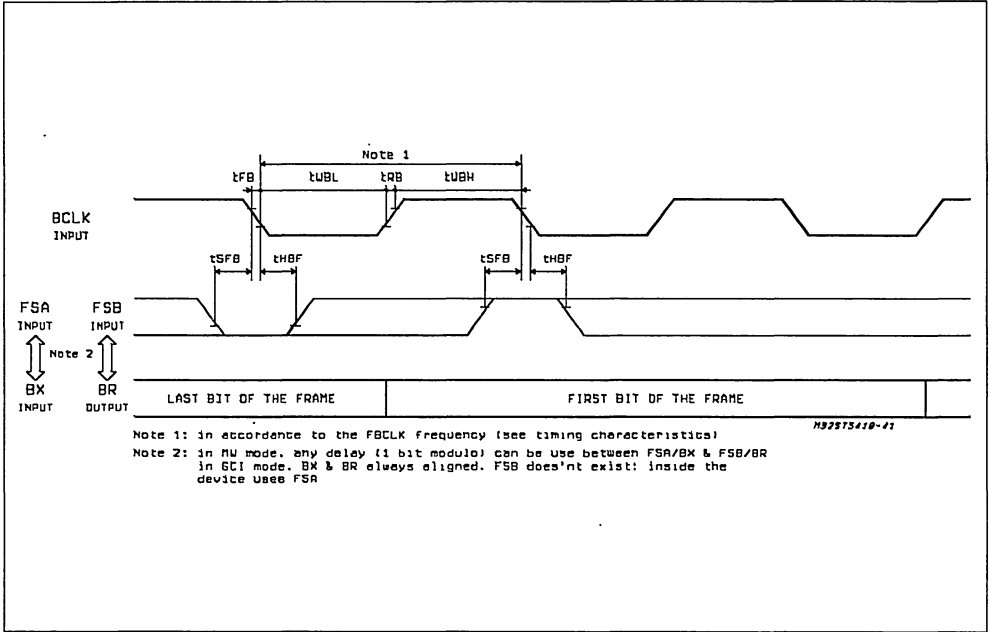 Note 1
tFB tWBL tRB tWBH
BCLK
INPUT
tSFB tHBF tSFB tHBF
FSA FSB
INPUT INPUT
Note 2
BX BR
INPUT OUTPUT
LAST BIT OF THE FRAME FIRST BIT OF THE FRAME
M32ST5410-41
Note 1: in accordance to the FBCLK frequency (see timing characteristics)
Note 2: in MW mode, any delay (1 bit modulo) can be use between FSA/BX & FSB/BR
in GCI mode. BX & BR always aligned. FSB does'nt exist: inside the
device uses FSA